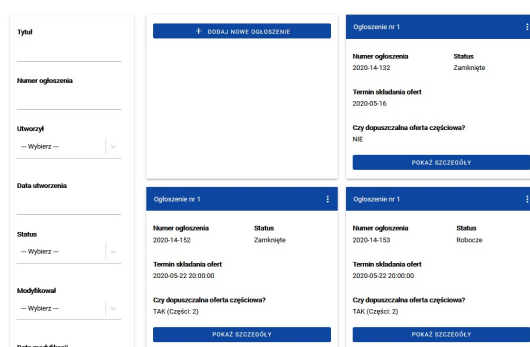 Tytuł
Numer ogłoszenia
Utworzył
--- Wybierz ---
Data utworzenia
Status
--- Wybierz ---
Modyfikował
--- Wybierz ---
Data modyfikacji
+ DODAJ NOWE OGŁOSZENIE
Ogłoszenie nr 1
Numer ogłoszenia Status
2020-14-132 Zamknięte
Termin składania ofert
2020-05-16
Czy dopuszczalna oferta częściowa?
NIE
POKAŻ SZCZEGÓŁY
Ogłoszenie nr 1
Numer ogłoszenia Status
2020-14-152 Zamknięte
Termin składania ofert
2020-05-22 20:00:00
Czy dopuszczalna oferta częściowa?
TAK (Części: 2)
POKAŻ SZCZEGÓŁY
Ogłoszenie nr 1
Numer ogłoszenia Status
2020-14-153 Robocze
Termin składania ofert
2020-05-22 20:00:00
Czy dopuszczalna oferta częściowa?
TAK (Części: 2)
POKAŻ SZCZEGÓŁY